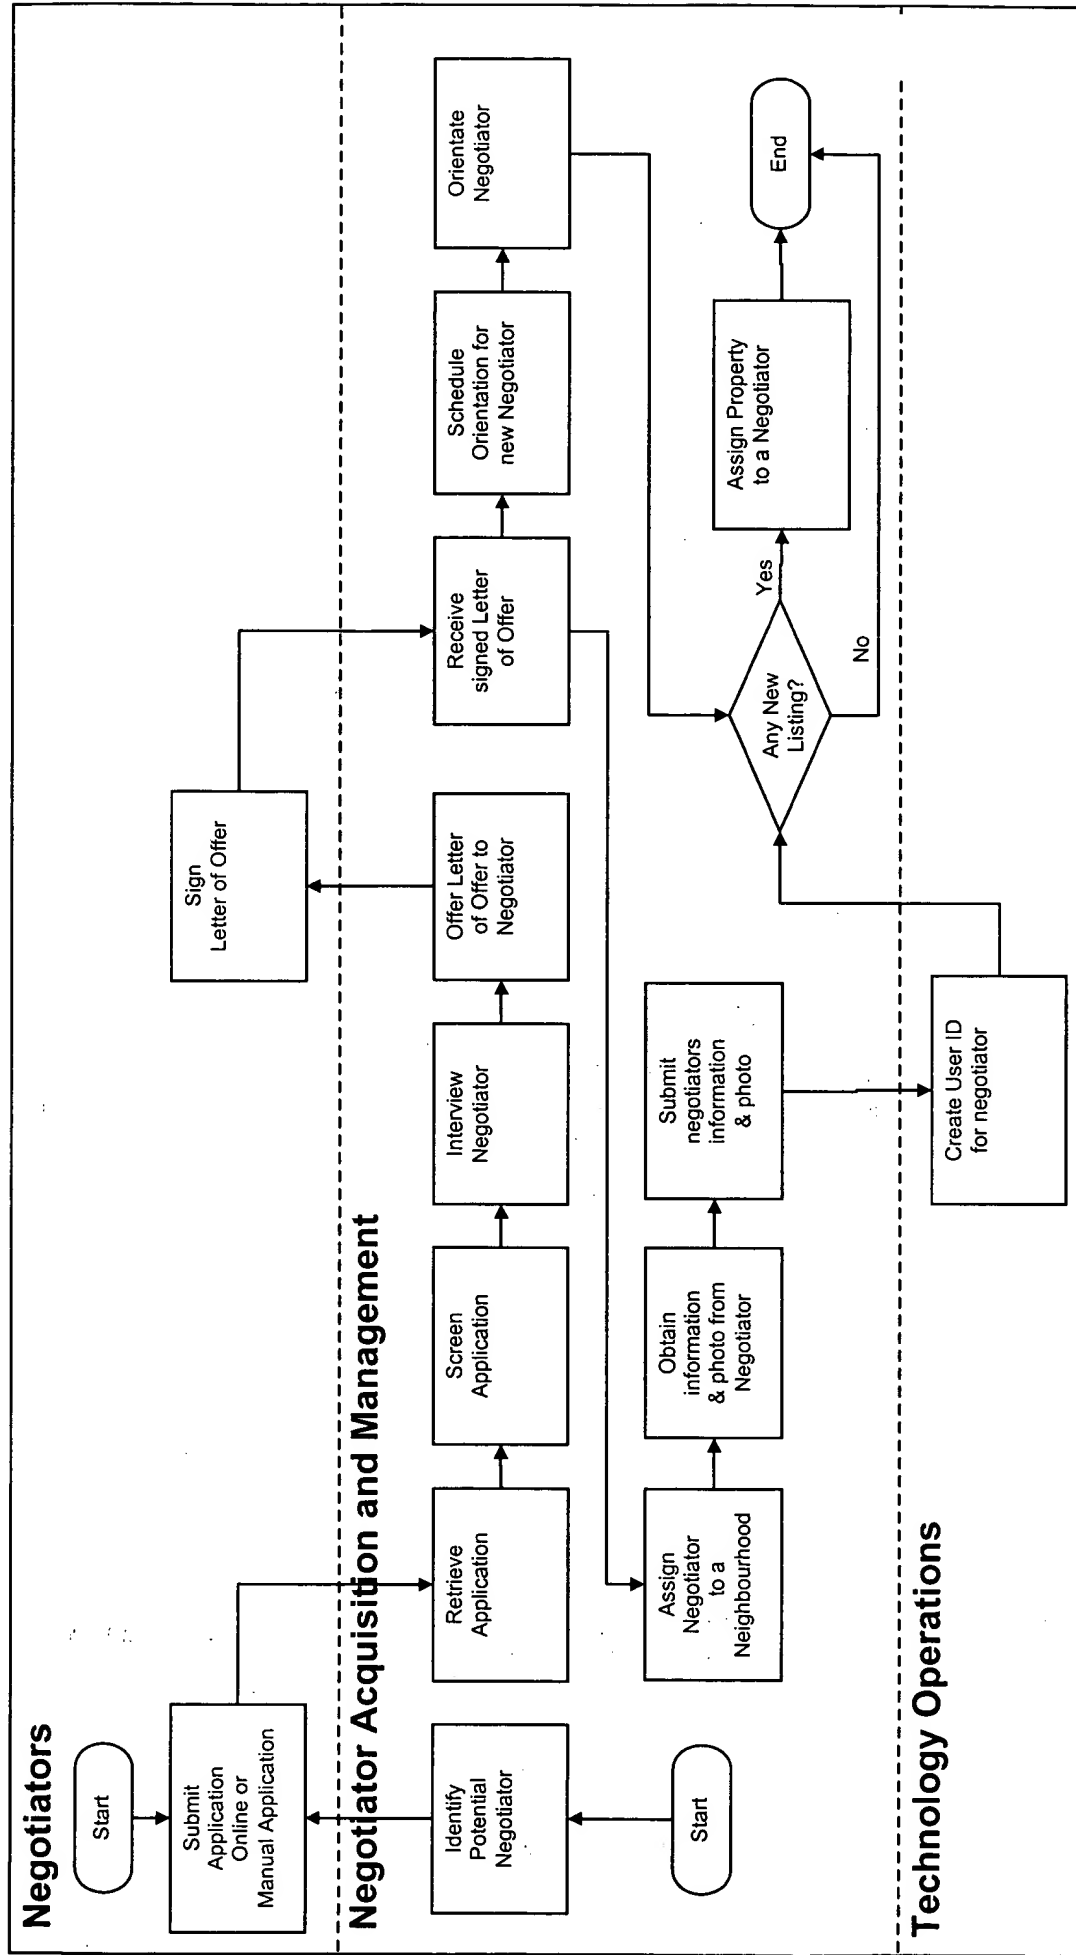 Negotiators
Start
Submit
Application
Online or
Manual Application
Sign
Letter of Offer
Negotiator Acquisition and Management
Identify
Potential
Negotiator
Retrieve
Application
Screen
Application
Interview
Negotiator
Offer Letter
of Offer to
Negotiator
Receive
signed Letter
of Offer
Schedule
Orientation for
new Negotiator
Orientate
Negotiator
Start
Assign
Negotiator
to a
Neighbourhood
Obtain
information
& photo from
Negotiator
Submit
negotiators
information
& photo
Any New
Listing?
Yes
No
Assign Property
to a Negotiator
End
Technology Operations
Create User ID
for negotiator